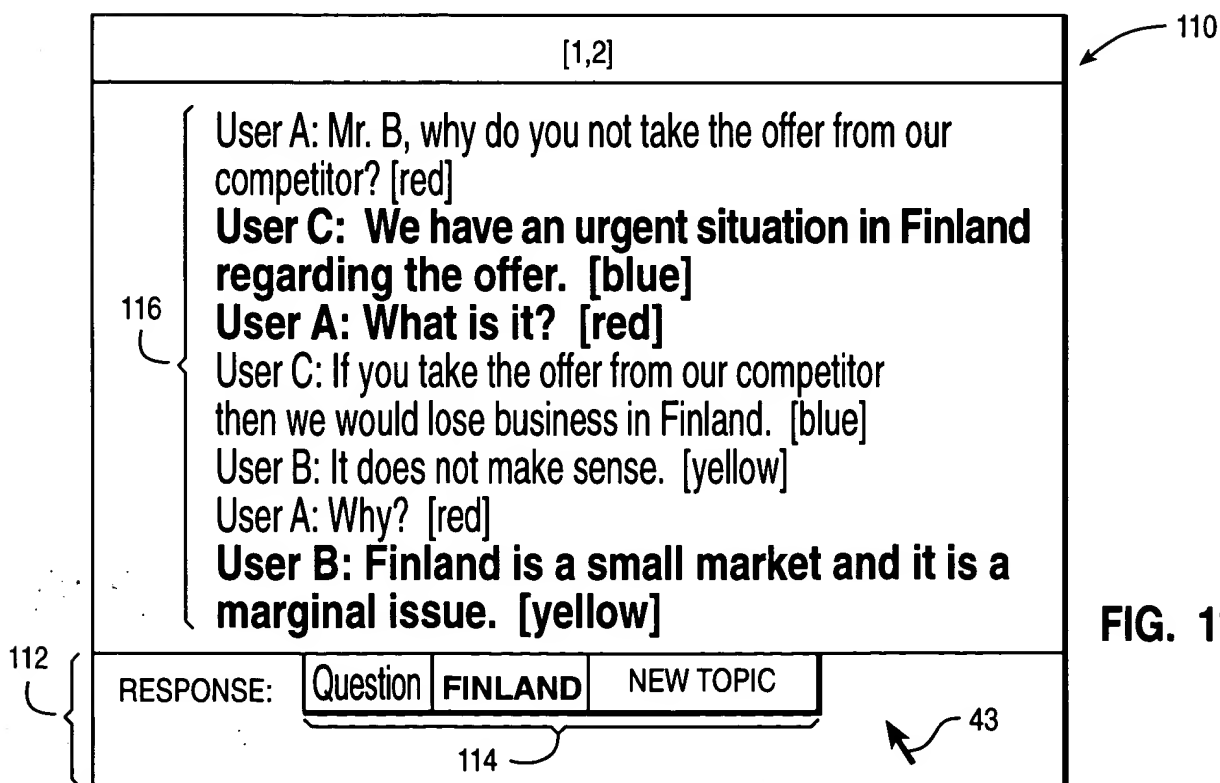 110
[1,2]
User A: Mr. B, why do you not take the offer from our
competitor? [red]
User C: We have an urgent situation in Finland
regarding the offer. [blue]
116
User A: What is it? [red]
User C: If you take the offer from our competitor
then we would lose business in Finland. [blue]
User B: It does not make sense. [yellow]
User A: Why? [red]
User B: Finland is a small market and it is a
marginal issue. [yellow]
FIG. 1
112
RESPONSE: Question FINLAND NEW TOPIC
43
114